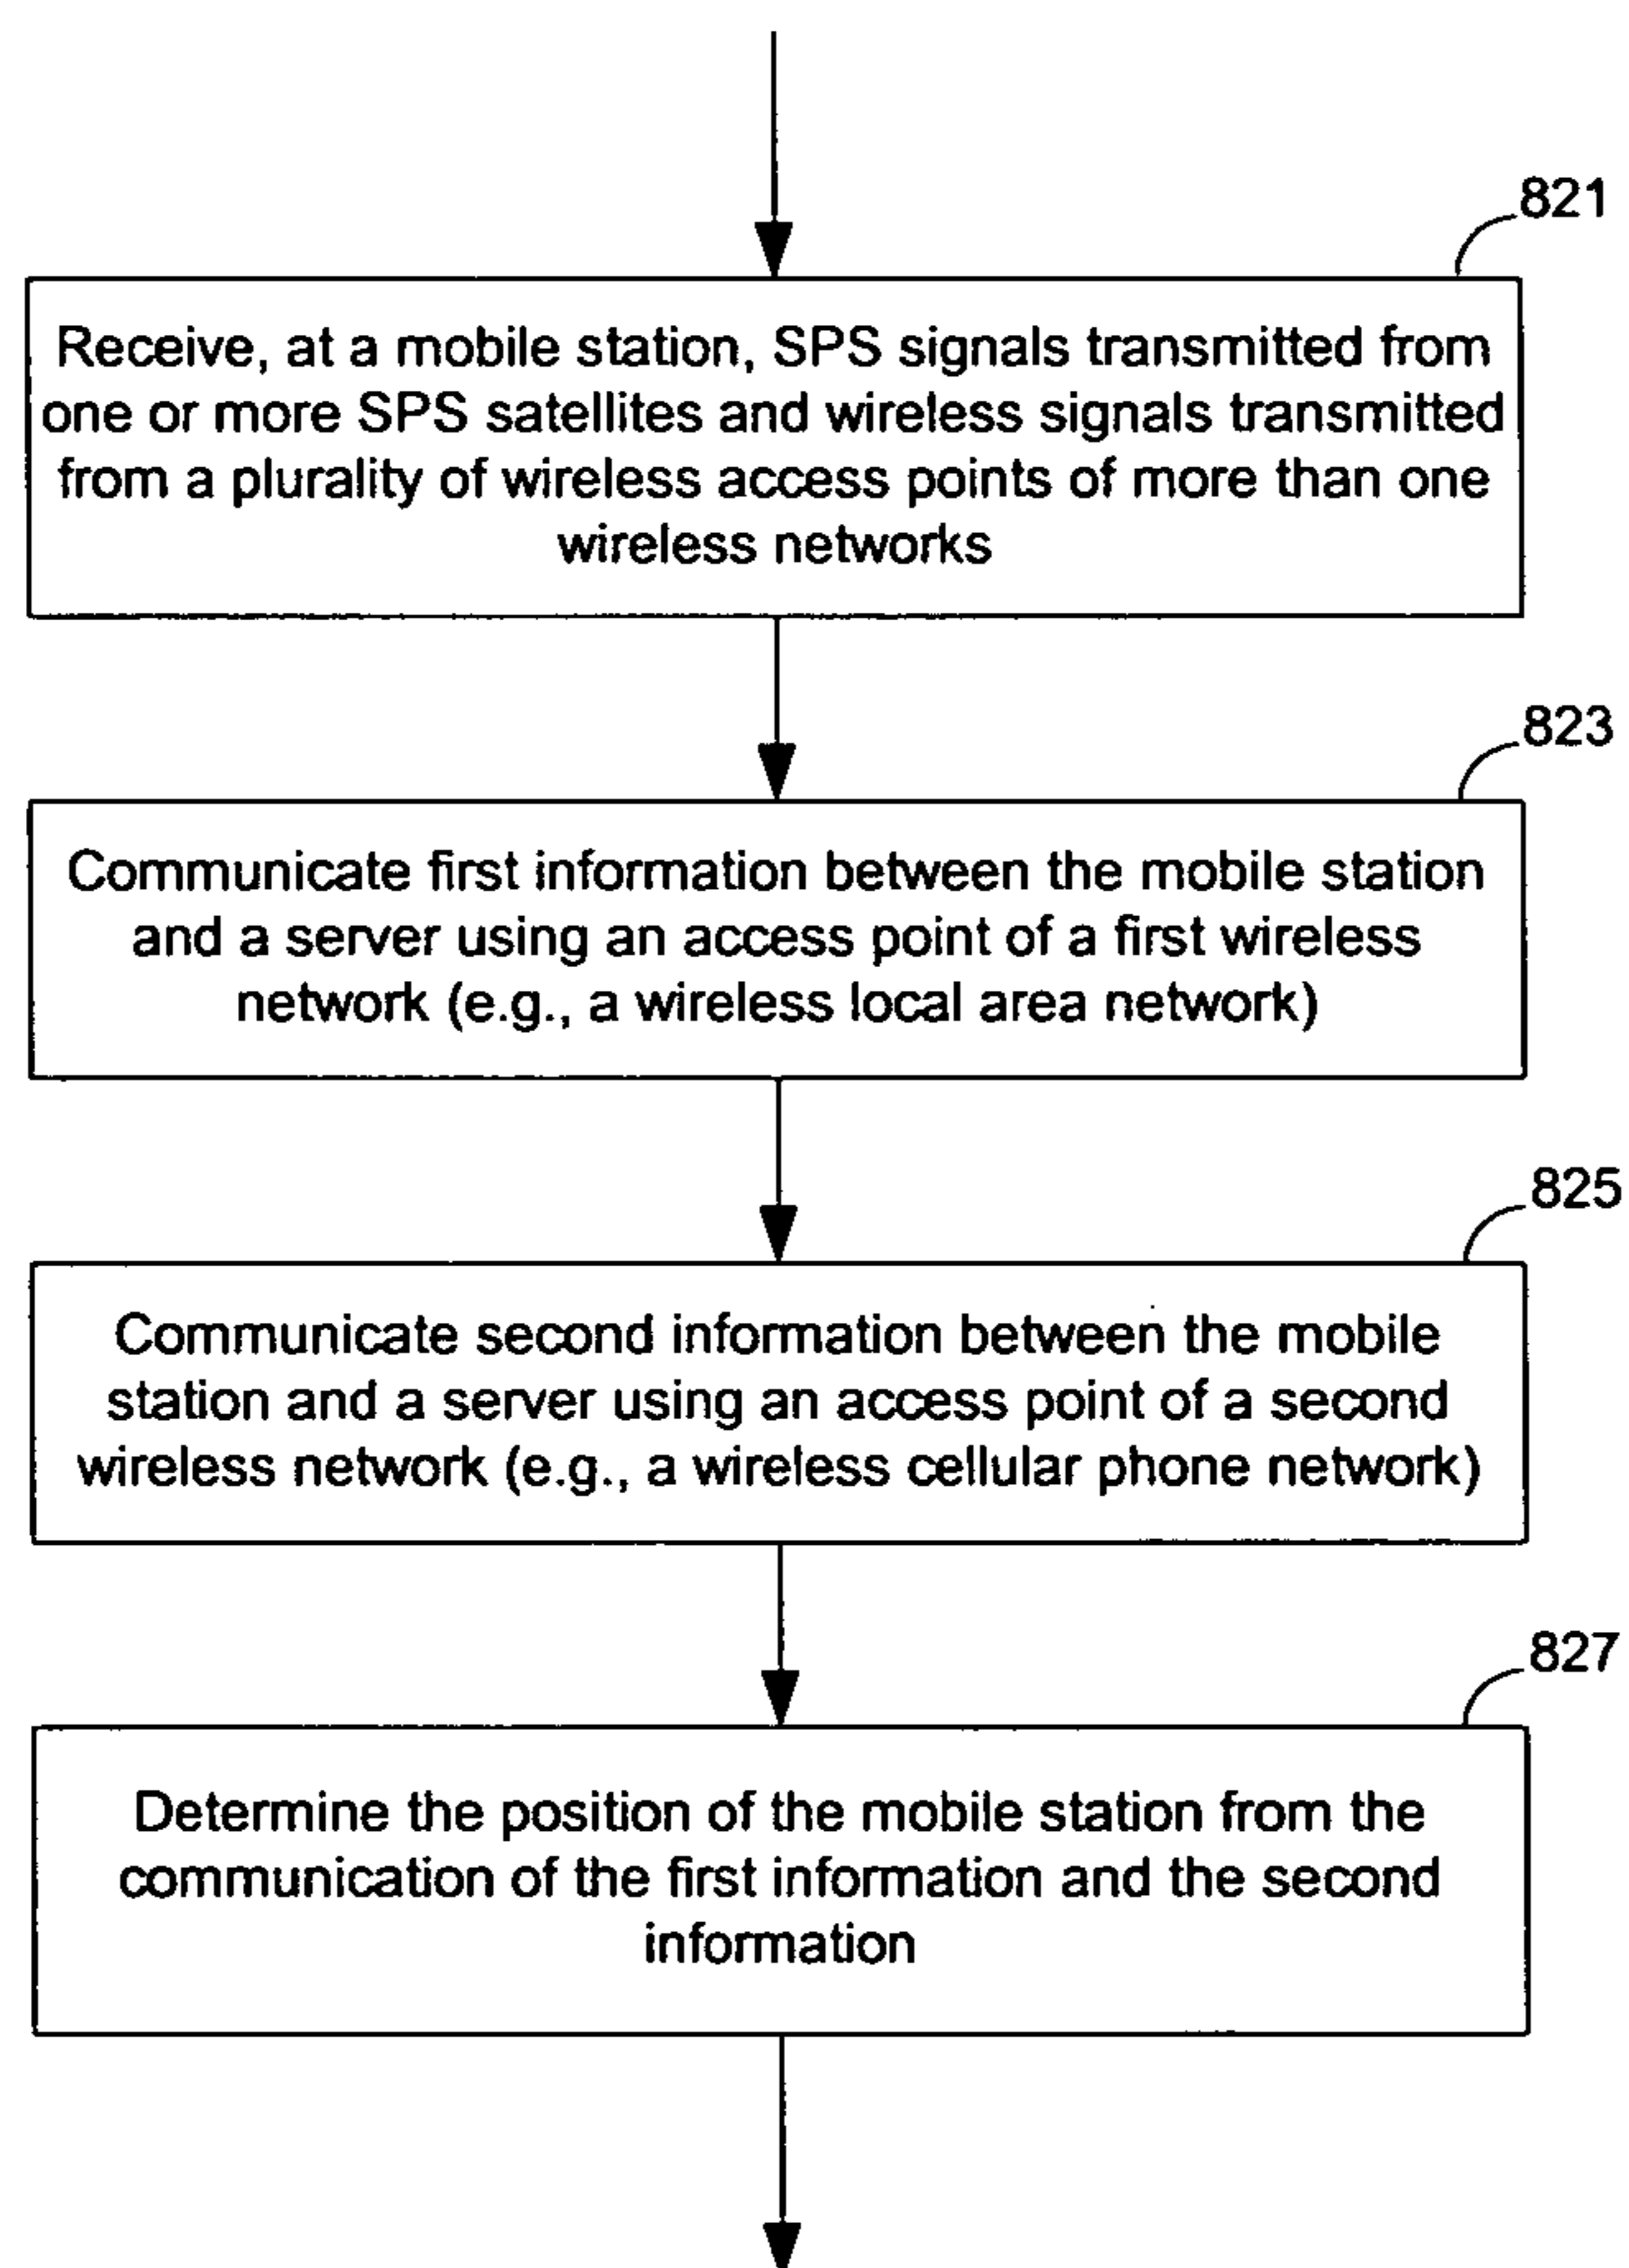 821
Receive, at a mobile station, SPS signals transmitted from
one or more SPS satellites and wireless signals transmitted
from a plurality of wireless access points of more than one
wireless networks
823
Communicate first information between the mobile station
and a server using an access point of a first wireless
network (e.g., a wireless local area network)
825
Communicate second information between the mobile
station and a server using an access point of a second
wireless network (e.g., a wireless cellular phone network)
827
Determine the position of the mobile station from the
communication of the first information and the second
information